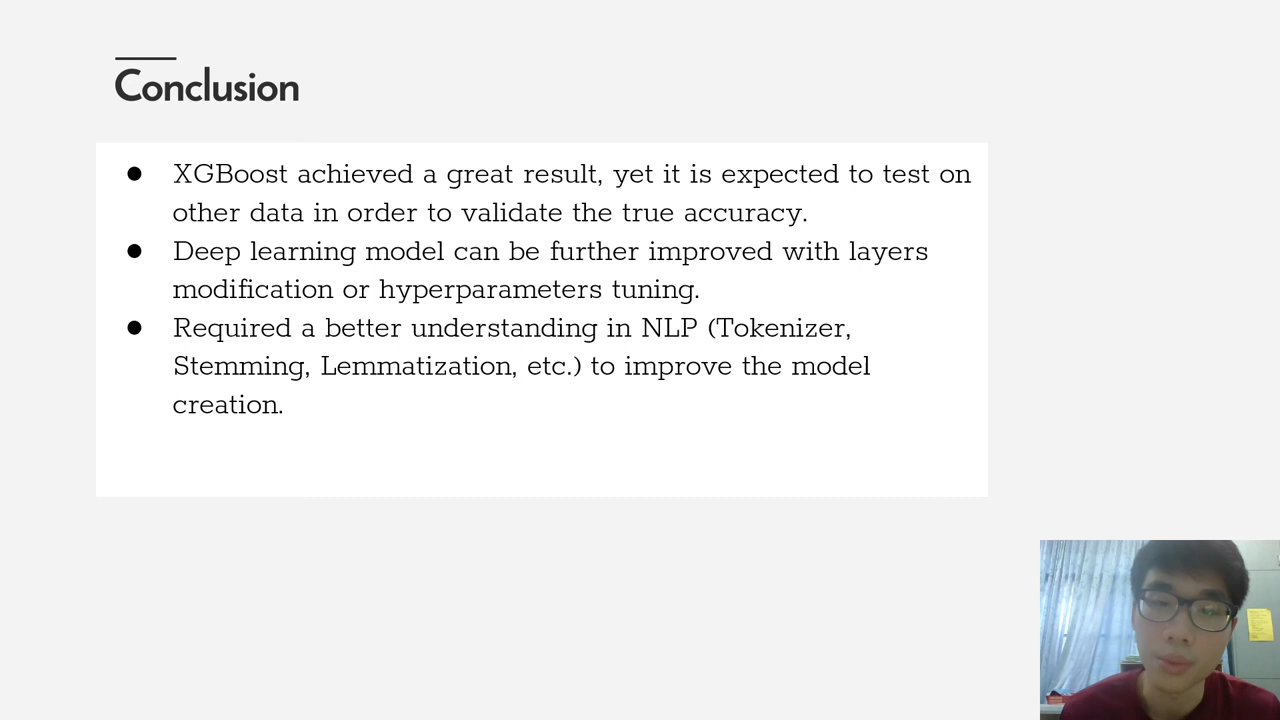 Conclusion
● XGBoost achieved a great result, yet it is expected to test on
other data in order to validate the true accuracy.
● Deep learning model can be further improved with layers
modification or hyperparameters tuning.
● Required a better understanding in NLP (Tokenizer,
Stemming, Lemmatization, etc.) to improve the model
creation.